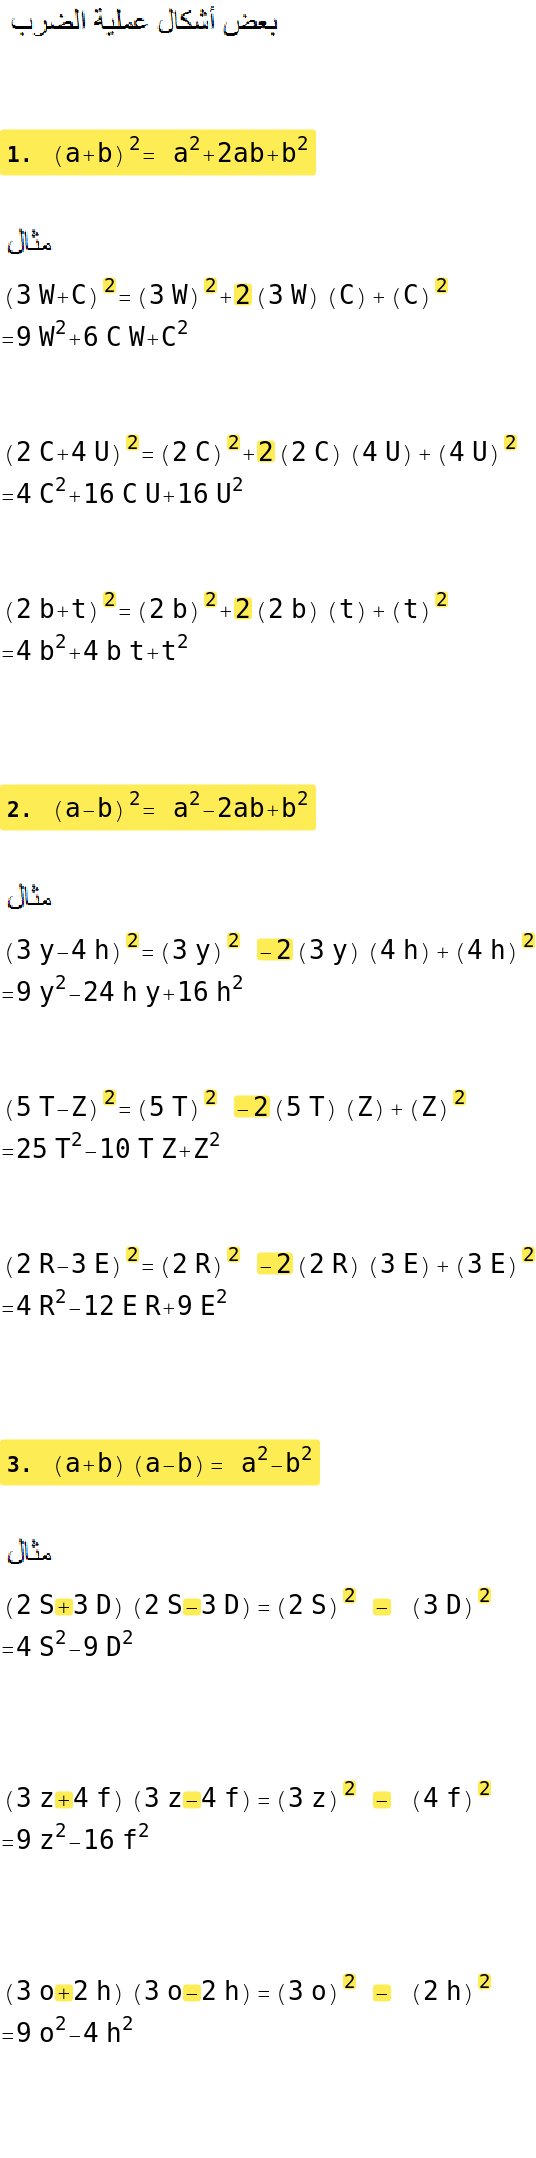 بعض أشكال عملية الضرب
1. (a+b)²= a²+2ab+b²
مثال
(3 W+C)²=(3 W)²+2(3 W) (C)+(C)²
=9 W²+6 C W+C²
(2 C+4 U)²=(2 C)²+2(2 C) (4 U)+(4 U)²
=4 C²+16 C U+16 U²
(2 b+t)²=(2 b)²+2(2 b) (t)+(t)²
=4 b²+4 b t+t²
2. (a−b)²= a²−2ab+b²
مثال
(3 y−4 h)²=(3 y)² −2(3 y) (4 h)+(4 h)²
=9 y²−24 h y+16 h²
(5 T−Z)²=(5 T)² −2(5 T) (Z)+(Z)²
=25 T²−10 T Z+Z²
(2 R−3 E)²=(2 R)² −2(2 R) (3 E)+(3 E)²
=4 R²−12 E R+9 E²
3. (a+b) (a−b)= a²−b²
مثال
(2 S+3 D) (2 S−3 D)=(2 S)² − (3 D)²
=4 S²−9 D²
(3 z+4 f) (3 z−4 f)=(3 z)² − (4 f)²
=9 z²−16 f²
(3 o+2 h) (3 o−2 h)=(3 o)² − (2 h)²
=9 o²−4 h²